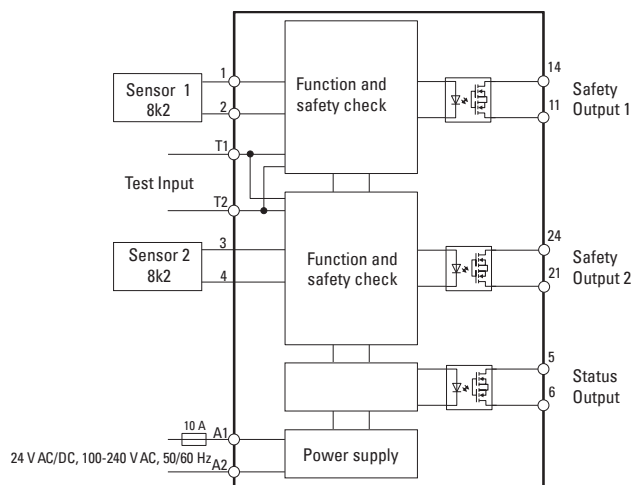 1
Sensor 1
8k2
2
Function and
safety check
14
Safety
11
Output 1
T1
Test Input
T2
3
Sensor 2
8k2
4
Function and
safety check
24
Safety
21
Output 2
5
Status
6
Output
10 A
A1
24 V AC/DC, 100-240 V AC, 50/60 Hz
A2
Power supply